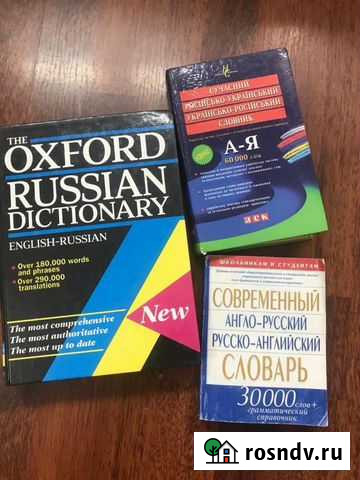 THE
OXFORD
RUSSIAN
DICTIONARY
ENGLISH-RUSSIAN
• Over 180,000 words
and phrases
• Over 290,000
translations
New
The most comprehensive
The most authoritative
The most up to date
СУЧАСНИЙ
РОСІЙСЬКО-УКРАЇНСЬКИЙ
УКРАЇНСЬКО-РОСІЙСЬКИЙ
СЛОВНИК
А-Я
60 000 слів
ШКОЛЬНИКАМ И СТУДЕНТАМ
СОВРЕМЕННЫЙ
АНГЛО-РУССКИЙ
РУССКО-АНГЛИЙСКИЙ
СЛОВАРЬ
30 000 слов+
грамматический
справочник
rosndv.ru